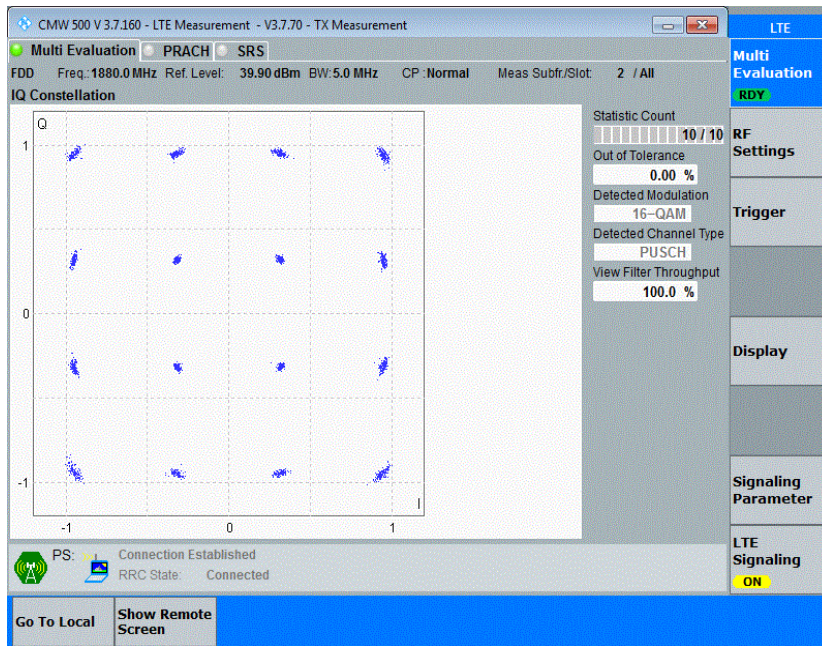 CMW 500 V 3.7.160 - LTE Measurement - V3.7.70 - TX Measurement
LTE
Multi Evaluation PRACH SRS
Multi
Evaluation
RDY
FDD Freq.: 1880.0 MHz Ref. Level: 39.90 dBm BW: 5.0 MHz CP : Normal Meas Subfr/Slot: 2 / All
IQ Constellation
Q
1
0
-1
-1
0
1
I
Statistic Count
10 / 10
Out of Tolerance
0.00 %
Detected Modulation
16-QAM
Detected Channel Type
PUSCH
View Filter Throughput
100.0 %
RF
Settings
Trigger
Display
Signaling
Parameter
LTE
Signaling
ON
PS: Connection Established
RRC State: Connected
Go To Local
Show Remote
Screen